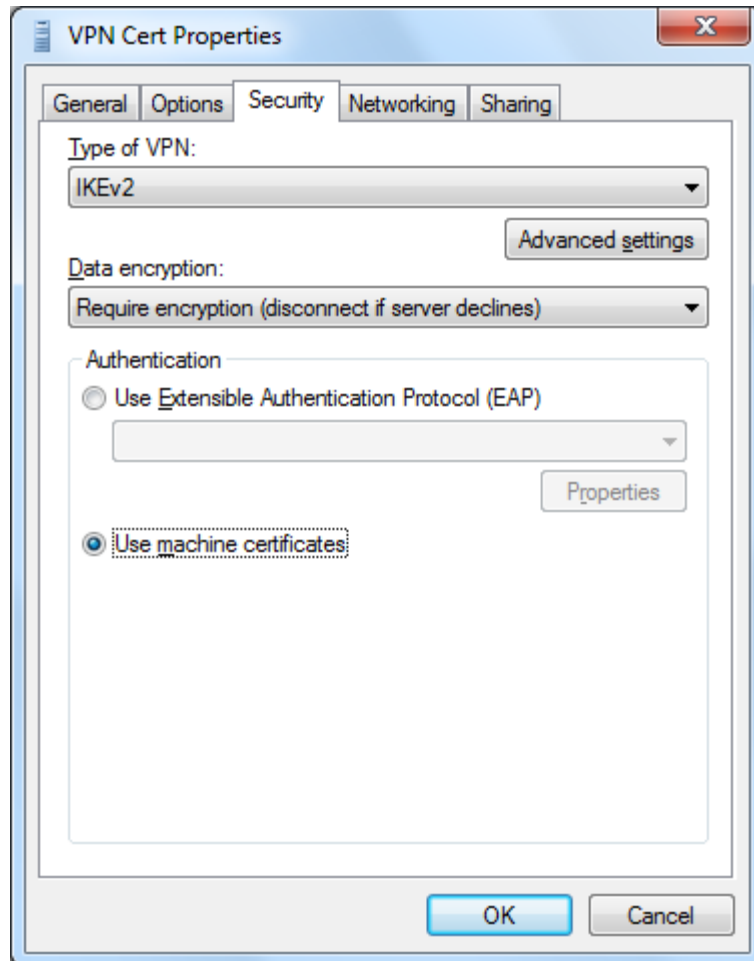 VPN Cert Properties
General Options Security Networking Sharing
Type of VPN:
IKEv2
Advanced settings
Data encryption:
Require encryption (disconnect if server declines)
Authentication
Use Extensible Authentication Protocol (EAP)
Properties
Use machine certificates
OK Cancel